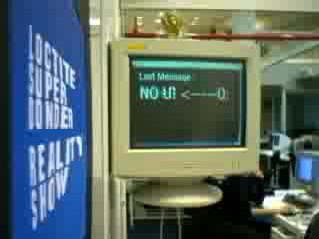 LOCTITE
SUPER
BONDER
REALITY
SHOW
Last Message:
NO U! <----0: